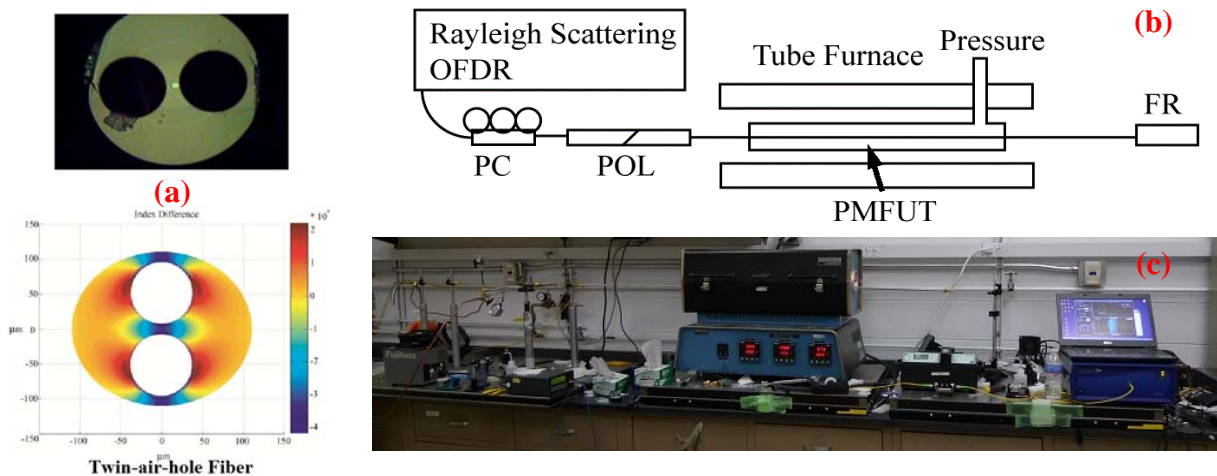 (a)
Index Difference
* 10⁴
150
100
50
μm 0
-50
-100
-150
-100 -50 0 50 100 150
μm
2
1
0
-1
-2
-3
-4
Twin-air-hole Fiber
(b)
Rayleigh Scattering
OFDR
PC
POL
Tube Furnace
Pressure
PMFUT
FR
(c)
Fujikura